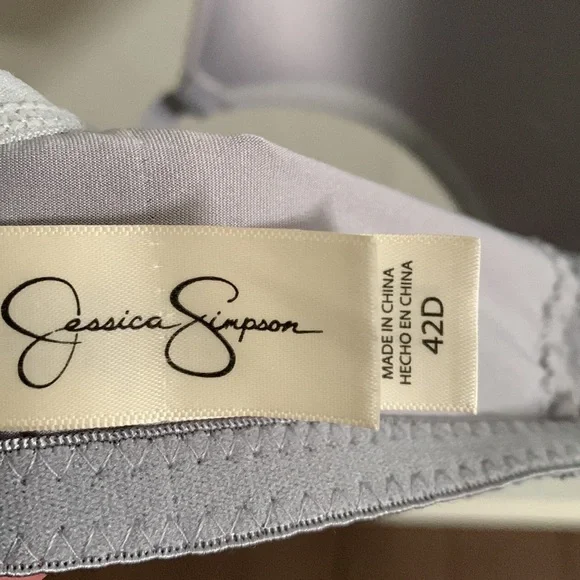 Jessica Simpson
MADE IN CHINA
HECHO EN CHINA
42D